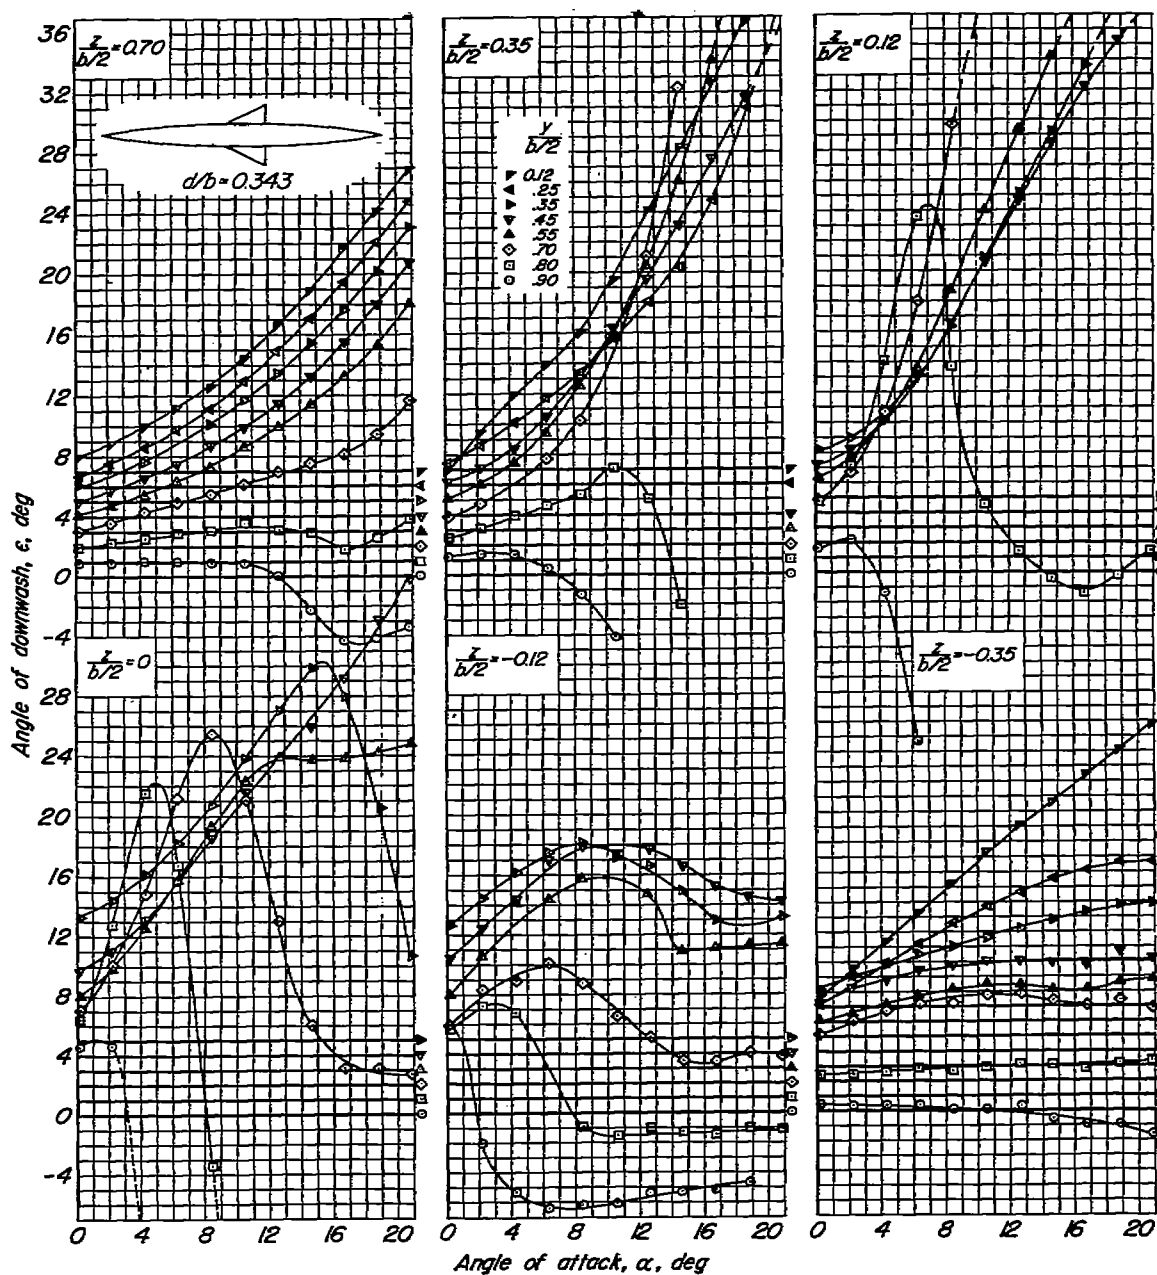 z/b/2 = 0.70
z/b/2 = 0.35
z/b/2 = 0.12
d/b = 0.343
y/b/2
0.12
.25
.35
.45
.55
.70
.80
.90
36
32
28
24
20
16
12
8
4
0
-4
z/b/2 = 0
z/b/2 = -0.12
z/b/2 = -0.35
28
24
20
16
12
8
4
0
-4
Angle of downwash, ε, deg
0 4 8 12 16 20
0 4 8 12 16 20
0 4 8 12 16 20
Angle of attack, α, deg